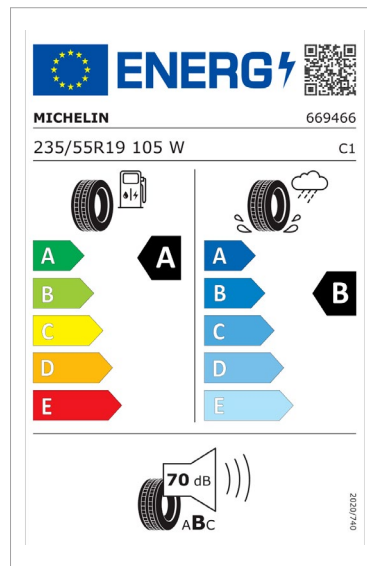 ENERG
MICHELIN 669466
235/55R19 105 W C1
A A A
B B B
C C
D D
E E
70 dB
ABC
2020/740